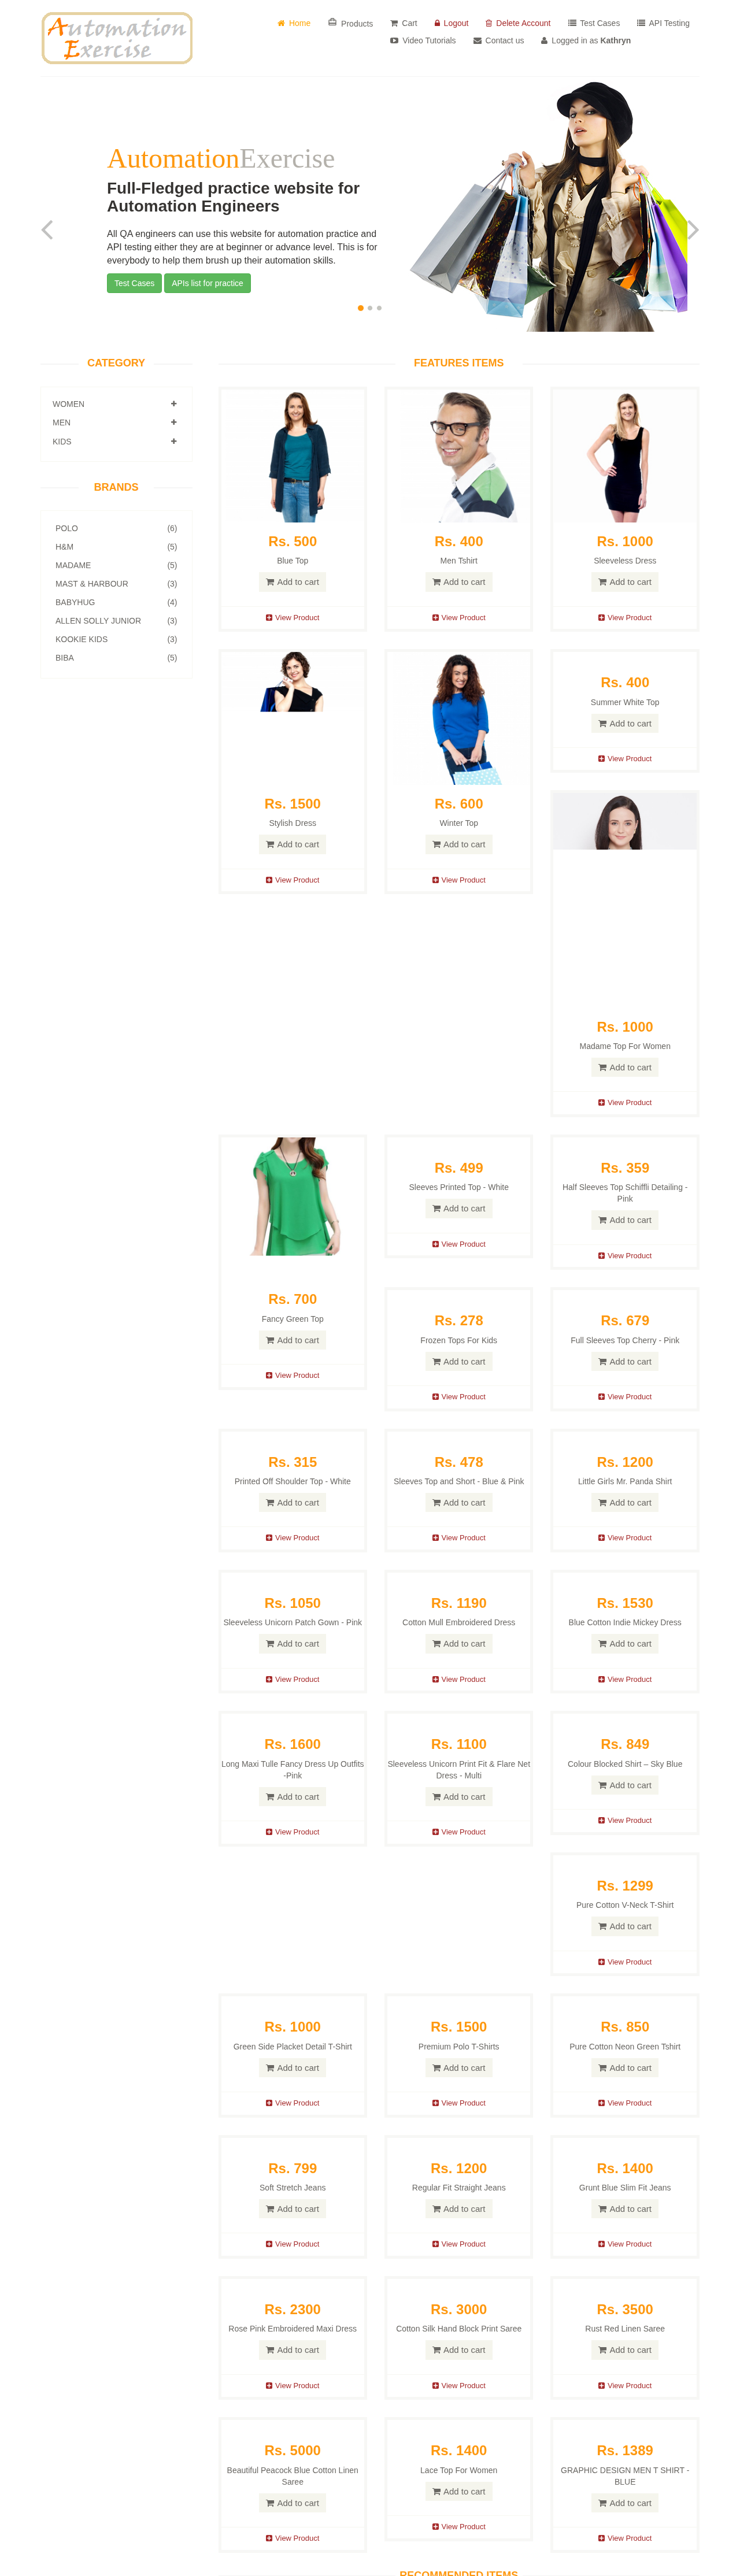 Automation
Exercise
Home
Products
Cart
Logout
Delete Account
Test Cases
API Testing
Video Tutorials
Contact us
Logged in as Kathryn
AutomationExercise
Full-Fledged practice website for
Automation Engineers
All QA engineers can use this website for automation practice and
API testing either they are at beginner or advance level. This is for
everybody to help them brush up their automation skills.
Test Cases
APIs list for practice
CATEGORY
WOMEN
MEN
KIDS
BRANDS
POLO (6)
H&M (5)
MADAME (5)
MAST & HARBOUR (3)
BABYHUG (4)
ALLEN SOLLY JUNIOR (3)
KOOKIE KIDS (3)
BIBA (5)
FEATURES ITEMS
Rs. 500
Blue Top
Add to cart
View Product
Rs. 400
Men Tshirt
Add to cart
View Product
Rs. 1000
Sleeveless Dress
Add to cart
View Product
Rs. 1500
Stylish Dress
Add to cart
View Product
Rs. 600
Winter Top
Add to cart
View Product
Rs. 400
Summer White Top
Add to cart
View Product
Rs. 1000
Madame Top For Women
Add to cart
View Product
Rs. 700
Fancy Green Top
Add to cart
View Product
Rs. 499
Sleeves Printed Top - White
Add to cart
View Product
Rs. 359
Half Sleeves Top Schiffli Detailing -
Pink
Add to cart
View Product
Rs. 278
Frozen Tops For Kids
Add to cart
View Product
Rs. 679
Full Sleeves Top Cherry - Pink
Add to cart
View Product
Rs. 315
Printed Off Shoulder Top - White
Add to cart
View Product
Rs. 478
Sleeves Top and Short - Blue & Pink
Add to cart
View Product
Rs. 1200
Little Girls Mr. Panda Shirt
Add to cart
View Product
Rs. 1050
Sleeveless Unicorn Patch Gown - Pink
Add to cart
View Product
Rs. 1190
Cotton Mull Embroidered Dress
Add to cart
View Product
Rs. 1530
Blue Cotton Indie Mickey Dress
Add to cart
View Product
Rs. 1600
Long Maxi Tulle Fancy Dress Up Outfits
-Pink
Add to cart
View Product
Rs. 1100
Sleeveless Unicorn Print Fit & Flare Net
Dress - Multi
Add to cart
View Product
Rs. 849
Colour Blocked Shirt – Sky Blue
Add to cart
View Product
Rs. 1299
Pure Cotton V-Neck T-Shirt
Add to cart
View Product
Rs. 1000
Green Side Placket Detail T-Shirt
Add to cart
View Product
Rs. 1500
Premium Polo T-Shirts
Add to cart
View Product
Rs. 850
Pure Cotton Neon Green Tshirt
Add to cart
View Product
Rs. 799
Soft Stretch Jeans
Add to cart
View Product
Rs. 1200
Regular Fit Straight Jeans
Add to cart
View Product
Rs. 1400
Grunt Blue Slim Fit Jeans
Add to cart
View Product
Rs. 2300
Rose Pink Embroidered Maxi Dress
Add to cart
View Product
Rs. 3000
Cotton Silk Hand Block Print Saree
Add to cart
View Product
Rs. 3500
Rust Red Linen Saree
Add to cart
View Product
Rs. 5000
Beautiful Peacock Blue Cotton Linen
Saree
Add to cart
View Product
Rs. 1400
Lace Top For Women
Add to cart
View Product
Rs. 1389
GRAPHIC DESIGN MEN T SHIRT -
BLUE
Add to cart
View Product
RECOMMENDED ITEMS